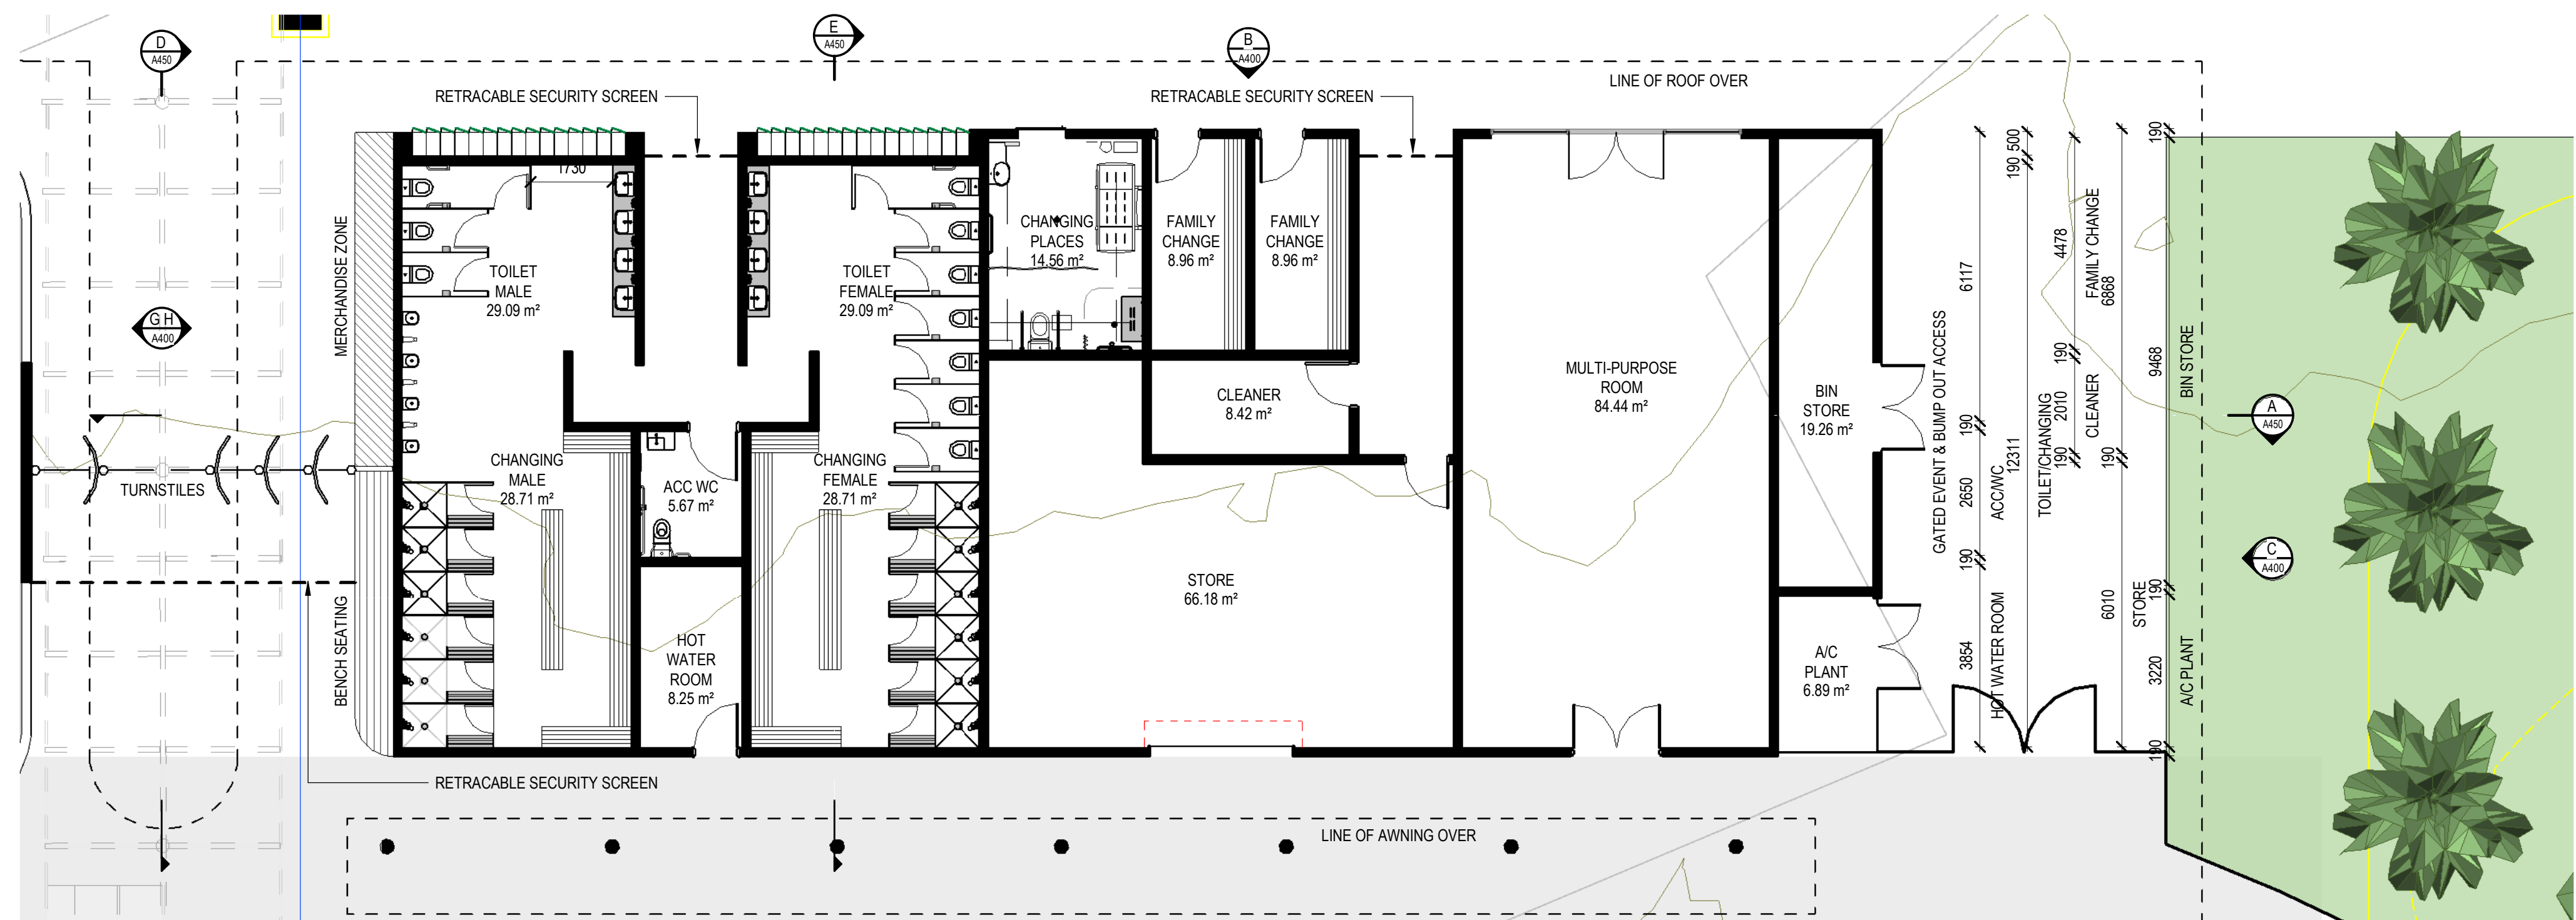 D
A450
E
A450
B
A400
LINE OF ROOF OVER
RETRACABLE SECURITY SCREEN
RETRACABLE SECURITY SCREEN
1730
MERCHANDISE ZONE
TOILET
MALE
29.09 m²
TOILET
FEMALE
29.09 m²
CHANGING
PLACES
14.56 m²
FAMILY
CHANGE
8.96 m²
FAMILY
CHANGE
8.96 m²
G H
A400
MULTI-PURPOSE
ROOM
84.44 m²
CLEANER
8.42 m²
BIN
STORE
19.26 m²
TURNSTILES
CHANGING
MALE
28.71 m²
ACC WC
5.67 m²
CHANGING
FEMALE
28.71 m²
STORE
66.18 m²
BENCH SEATING
HOT
WATER
ROOM
8.25 m²
A/C
PLANT
6.89 m²
GATED EVENT & BUMP OUT ACCESS
6117
190
2650
190
3854
ACC/WC
HOT WATER ROOM
500
190
12311
TOILET/CHANGING
4478
190
2010
190
FAMILY CHANGE
CLEANER
6868
190
6010
STORE
190
9468
190
3220
190
BIN STORE
A/C PLANT
A
A450
C
A400
RETRACABLE SECURITY SCREEN
LINE OF AWNING OVER